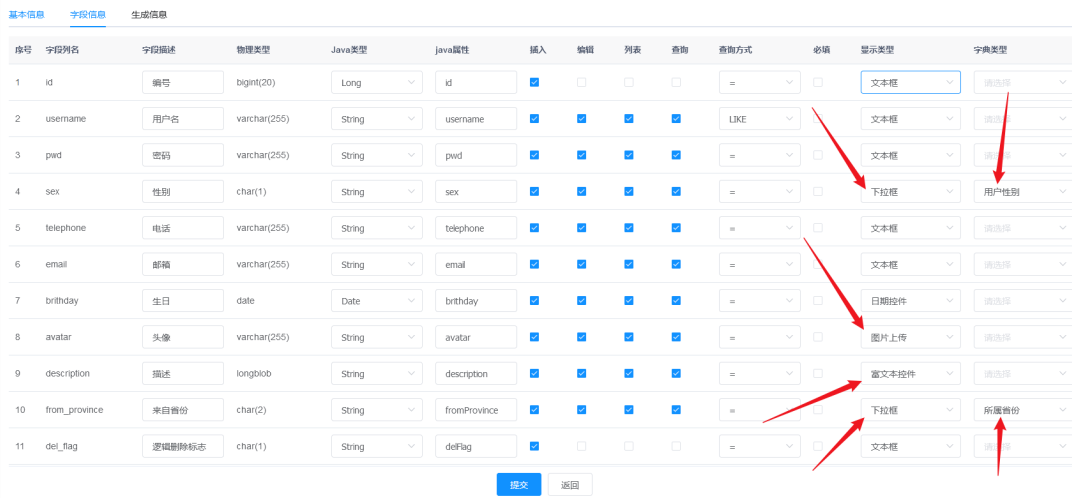 基本信息 字段信息 生成信息
序号 字段列名 字段描述 物理类型 Java类型 java属性 插入 编辑 列表 查询 查询方式 必填 显示类型 字典类型
1 id 编号 bigint(20) Long id = 文本框 请选择
2 username 用户名 varchar(255) String username LIKE 文本框 请选择
3 pwd 密码 varchar(255) String pwd = 文本框 请选择
4 sex 性别 char(1) String sex = 下拉框 用户性别
5 telephone 电话 varchar(255) String telephone = 文本框 请选择
6 email 邮箱 varchar(255) String email = 文本框 请选择
7 brithday 生日 date Date brithday = 日期控件 请选择
8 avatar 头像 varchar(255) String avatar = 图片上传 请选择
9 description 描述 longblob String description = 富文本控件 请选择
10 from_province 来自省份 char(2) String fromProvince = 下拉框 所属省份
11 del_flag 逻辑删除标志 char(1) String delFlag = 文本框 请选择
提交 返回